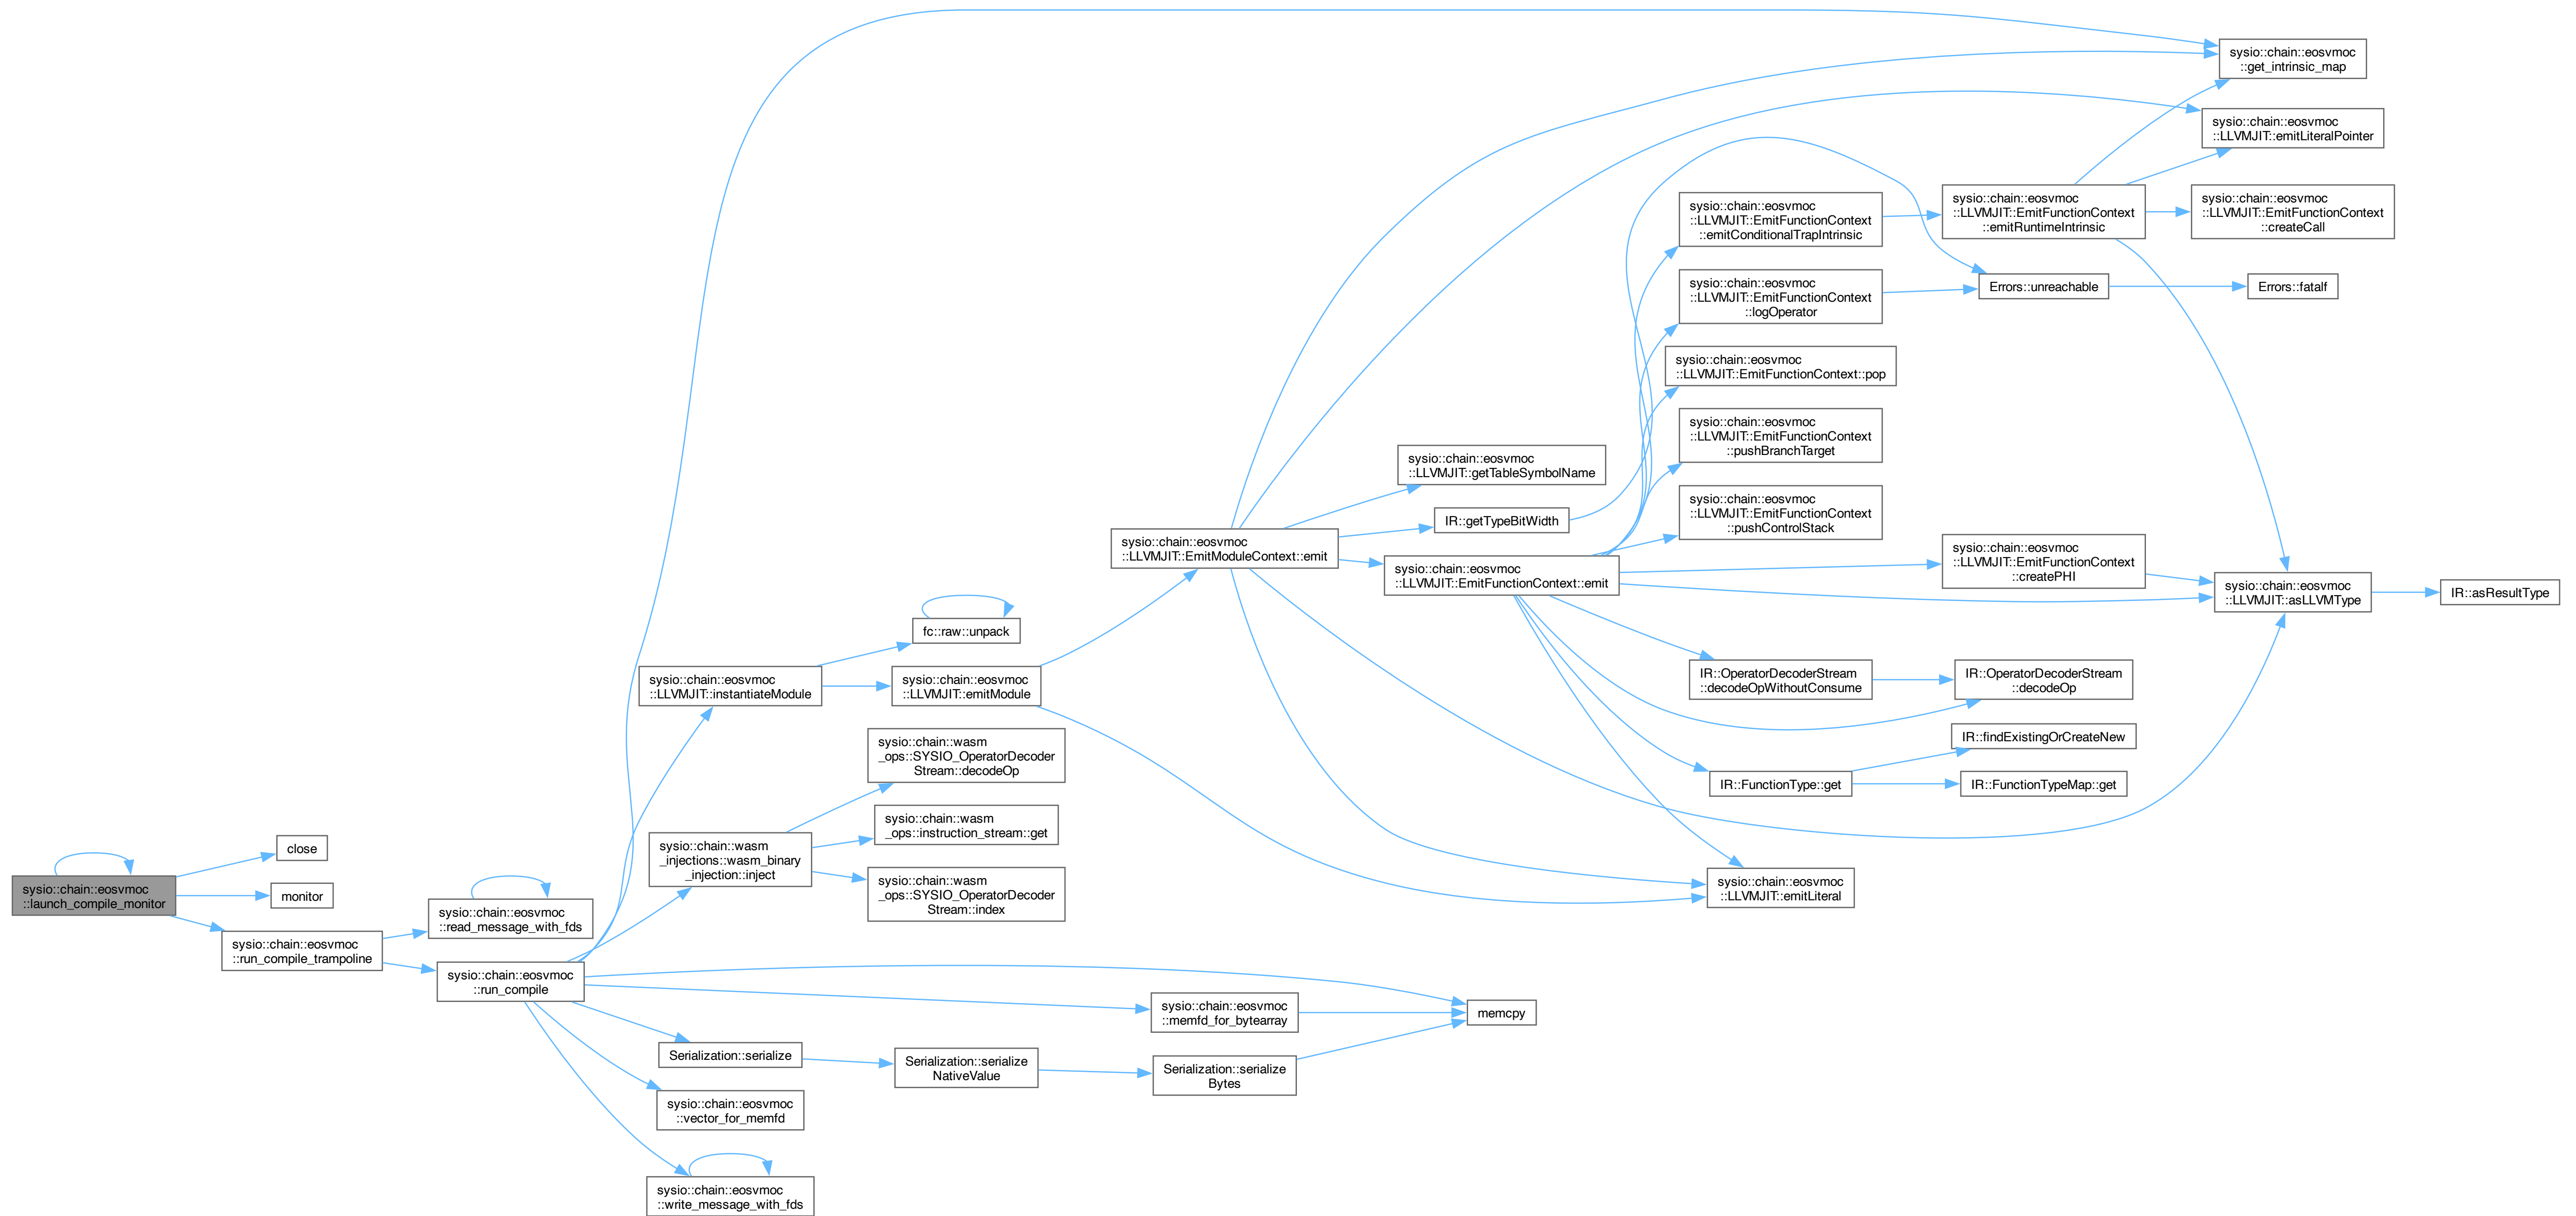 sysio::chain::eosvmoc
::launch_compile_monitor
close
monitor
sysio::chain::eosvmoc
::run_compile_trampoline
sysio::chain::eosvmoc
::read_message_with_fds
sysio::chain::eosvmoc
::run_compile
sysio::chain::eosvmoc
::LLVMJIT::instantiateModule
sysio::chain::wasm
_injections::wasm_binary
_injection::inject
Serialization::serialize
sysio::chain::eosvmoc
::vector_for_memfd
sysio::chain::eosvmoc
::write_message_with_fds
fc::raw::unpack
sysio::chain::eosvmoc
::LLVMJIT::emitModule
sysio::chain::wasm
_ops::SYSIO_OperatorDecoder
Stream::decodeOp
sysio::chain::wasm
_ops::instruction_stream::get
sysio::chain::wasm
_ops::SYSIO_OperatorDecoder
Stream::index
Serialization::serialize
NativeValue
sysio::chain::eosvmoc
::LLVMJIT::EmitModuleContext::emit
sysio::chain::eosvmoc
::memfd_for_bytearray
Serialization::serialize
Bytes
sysio::chain::eosvmoc
::LLVMJIT::getTableSymbolName
IR::getTypeBitWidth
sysio::chain::eosvmoc
::LLVMJIT::EmitFunctionContext::emit
memcpy
sysio::chain::eosvmoc
::LLVMJIT::EmitFunctionContext
::emitConditionalTrapIntrinsic
sysio::chain::eosvmoc
::LLVMJIT::EmitFunctionContext
::logOperator
sysio::chain::eosvmoc
::LLVMJIT::EmitFunctionContext::pop
sysio::chain::eosvmoc
::LLVMJIT::EmitFunctionContext
::pushBranchTarget
sysio::chain::eosvmoc
::LLVMJIT::EmitFunctionContext
::pushControlStack
IR::OperatorDecoderStream
::decodeOpWithoutConsume
IR::FunctionType::get
sysio::chain::eosvmoc
::LLVMJIT::emitLiteral
sysio::chain::eosvmoc
::LLVMJIT::EmitFunctionContext
::emitRuntimeIntrinsic
Errors::unreachable
sysio::chain::eosvmoc
::LLVMJIT::EmitFunctionContext
::createPHI
IR::OperatorDecoderStream
::decodeOp
IR::findExistingOrCreateNew
IR::FunctionTypeMap::get
sysio::chain::eosvmoc
::get_intrinsic_map
sysio::chain::eosvmoc
::LLVMJIT::emitLiteralPointer
sysio::chain::eosvmoc
::LLVMJIT::EmitFunctionContext
::createCall
Errors::fatalf
sysio::chain::eosvmoc
::LLVMJIT::asLLVMType
IR::asResultType